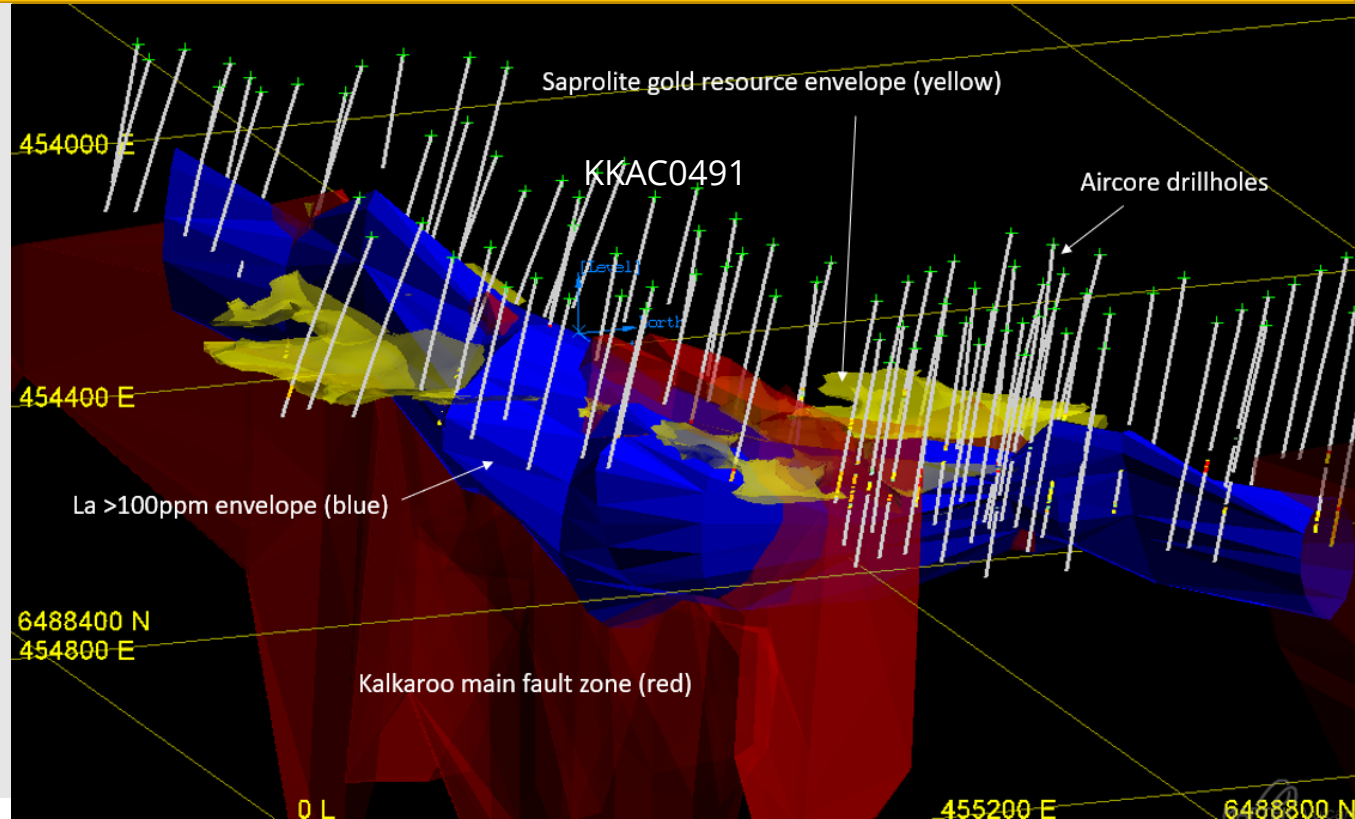 Saprolite gold resource envelope (yellow)
454000 E
KKAC0491
Aircore drillholes
[Level]
orth
454400 E
La >100ppm envelope (blue)
6488400 N
454800 E
Kalkaroo main fault zone (red)
0 L
455200 E
6488800 N